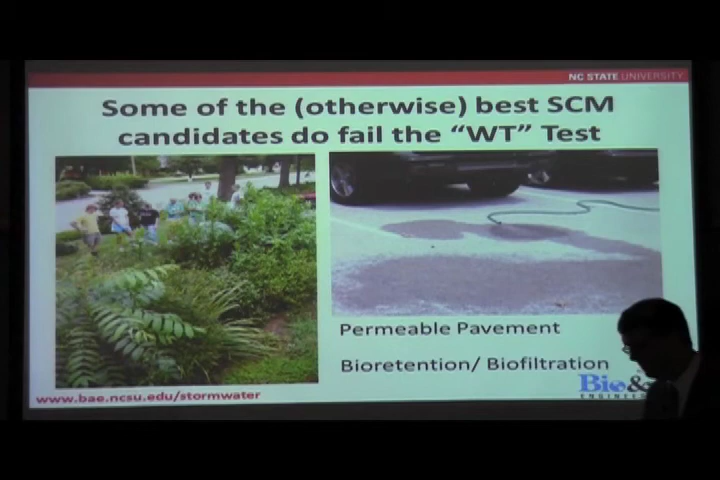 NC STATE UNIVERSITY
Some of the (otherwise) best SCM
candidates do fail the “WT” Test
Permeable Pavement
Bioretention/ Biofiltration
www.bae.ncsu.edu/stormwater
Bio&